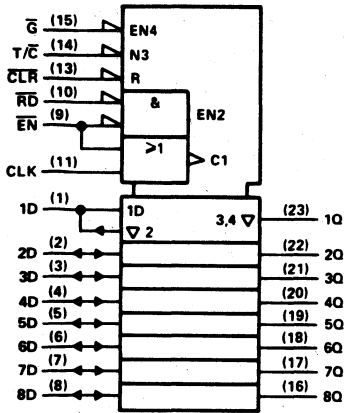 G̅ (15) EN4
T/C̅ (14) N3
C̅L̅R̅ (13) R
R̅D̅ (10) & EN2
E̅N̅ (9)
≥1 C1
CLK (11)
1D (1) 1D 3,4 ▽ (23) 1Q
▽ 2
2D (2) (22) 2Q
3D (3) (21) 3Q
4D (4) (20) 4Q
5D (5) (19) 5Q
6D (6) (18) 6Q
7D (7) (17) 7Q
8D (8) (16) 8Q